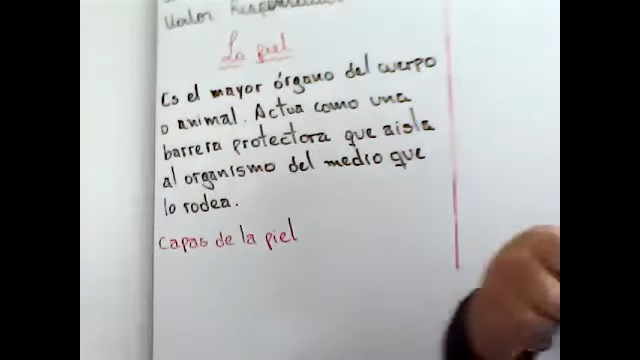 Valor
La piel
Es el mayor órgano del cuerpo
o animal. Actua como una
barrera protectora que aisla
al organismo del medio que
lo rodea.
Capas de la piel